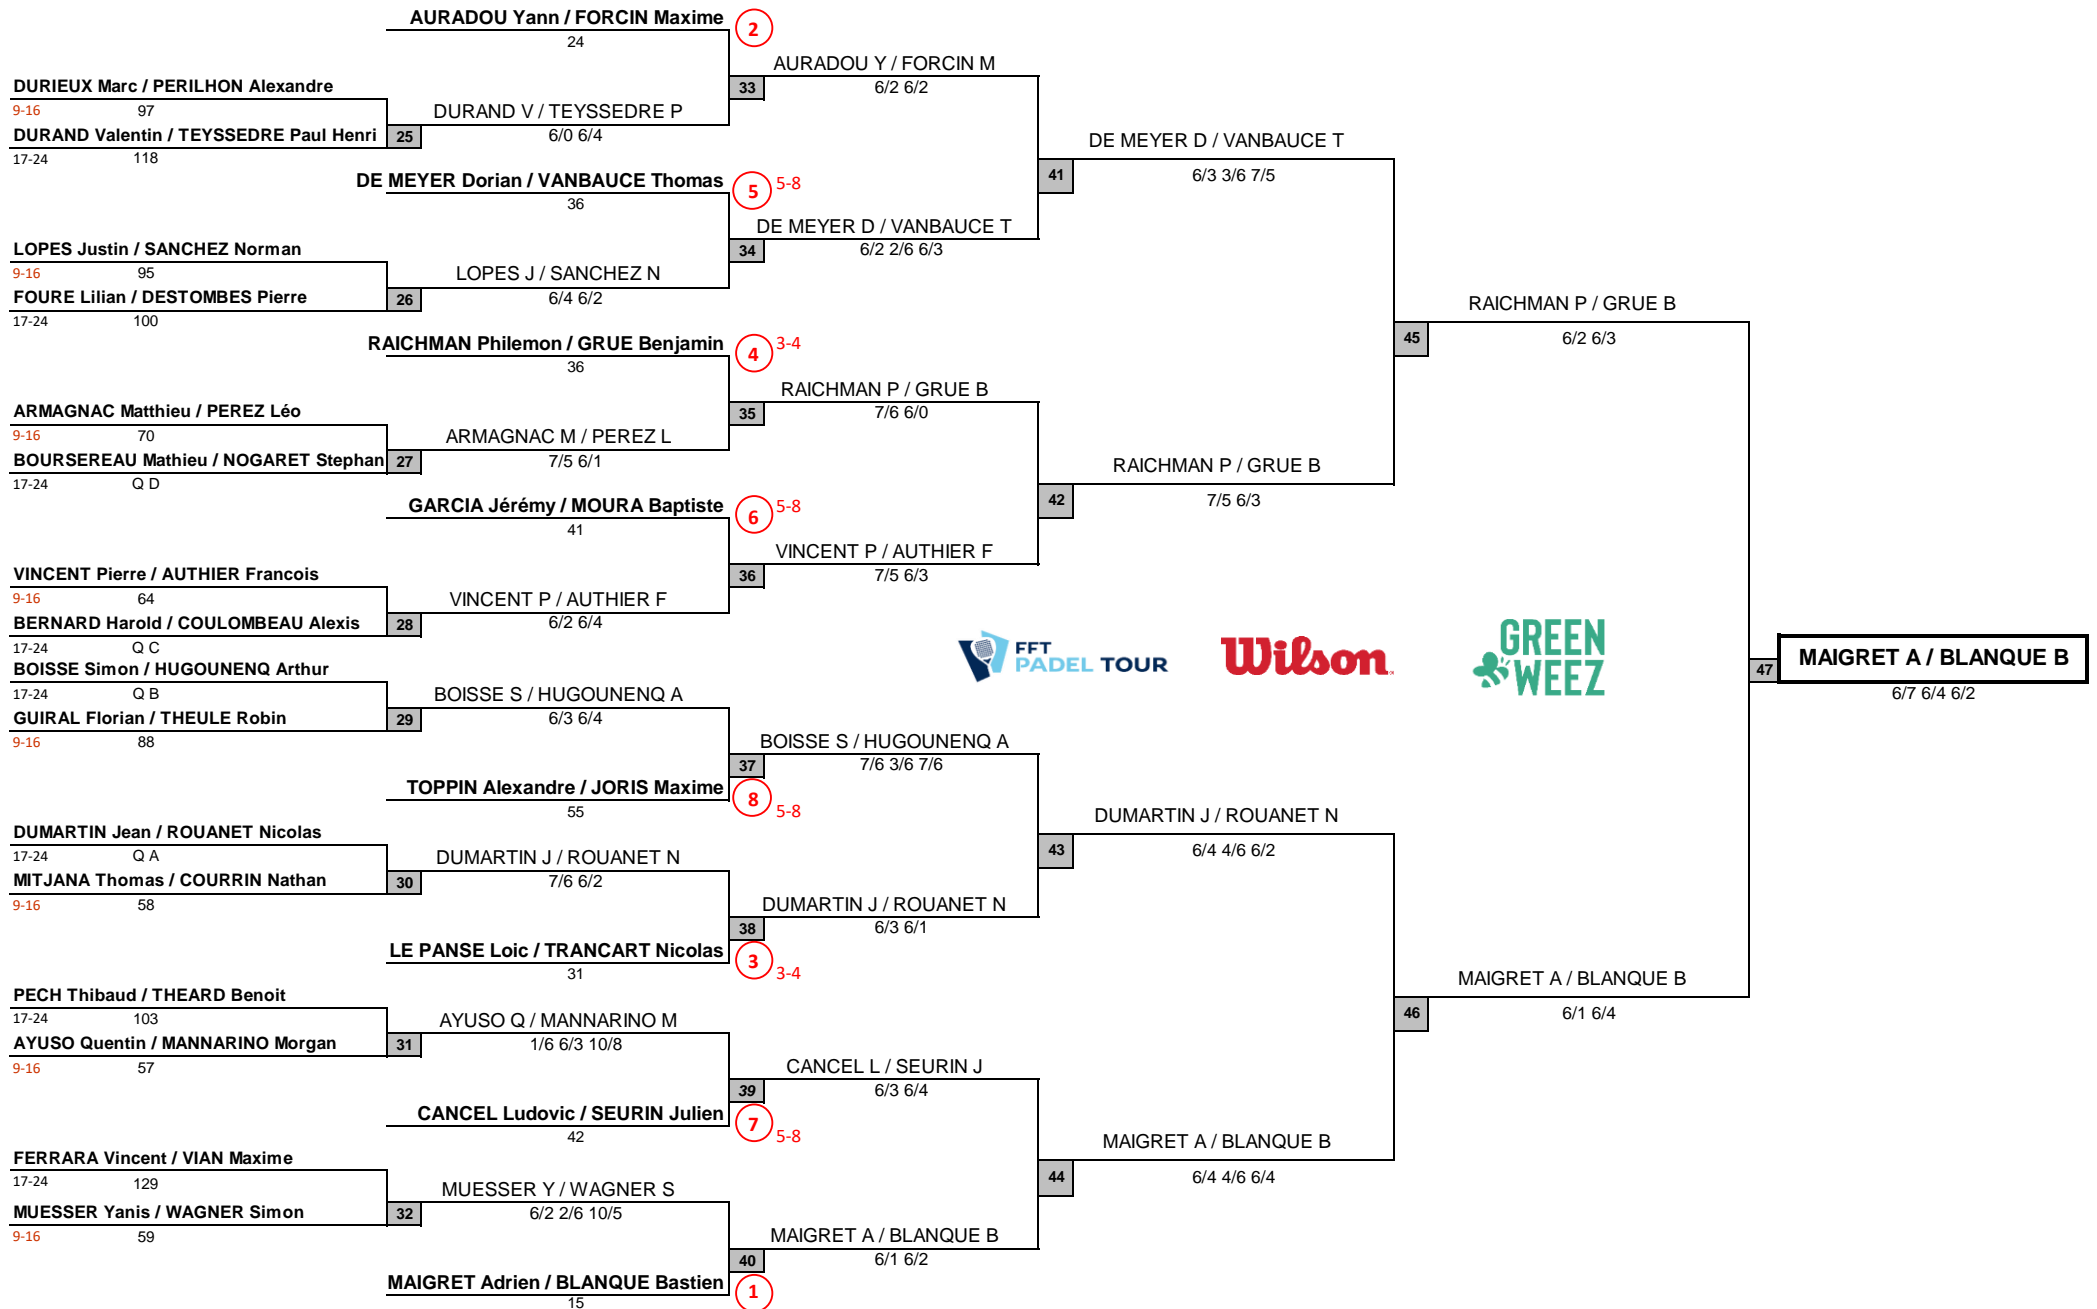 AURADOU Yann / FORCIN Maxime
2
24
AURADOU Y / FORCIN M
DURIEUX Marc / PERILHON Alexandre
33
6/2 6/2
9-16
97
DURAND V / TEYSSEDRE P
DURAND Valentin / TEYSSEDRE Paul Henri
25
6/0 6/4
17-24
118
DE MEYER D / VANBAUCE T
41
6/3 3/6 7/5
DE MEYER Dorian / VANBAUCE Thomas
5
5-8
36
DE MEYER D / VANBAUCE T
LOPES Justin / SANCHEZ Norman
34
6/2 2/6 6/3
9-16
95
LOPES J / SANCHEZ N
FOURE Lilian / DESTOMBES Pierre
26
6/4 6/2
17-24
100
RAICHMAN P / GRUE B
45
6/2 6/3
RAICHMAN Philemon / GRUE Benjamin
4
3-4
36
RAICHMAN P / GRUE B
ARMAGNAC Matthieu / PEREZ Léo
35
7/6 6/0
9-16
70
ARMAGNAC M / PEREZ L
BOURSEREAU Mathieu / NOGARET Stephan
27
7/5 6/1
17-24
Q D
RAICHMAN P / GRUE B
42
7/5 6/3
GARCIA Jérémy / MOURA Baptiste
6
5-8
41
VINCENT P / AUTHIER F
VINCENT Pierre / AUTHIER Francois
36
7/5 6/3
9-16
64
VINCENT P / AUTHIER F
BERNARD Harold / COULOMBEAU Alexis
28
6/2 6/4
17-24
Q C
FFT
PADEL TOUR
Wilson
GREEN
WEEZ
47
MAIGRET A / BLANQUE B
6/7 6/4 6/2
BOISSE Simon / HUGOUNENQ Arthur
17-24
Q B
BOISSE S / HUGOUNENQ A
GUIRAL Florian / THEULE Robin
29
6/3 6/4
9-16
88
BOISSE S / HUGOUNENQ A
37
7/6 3/6 7/6
TOPPIN Alexandre / JORIS Maxime
8
5-8
55
DUMARTIN J / ROUANET N
43
6/4 4/6 6/2
DUMARTIN Jean / ROUANET Nicolas
17-24
Q A
DUMARTIN J / ROUANET N
MITJANA Thomas / COURRIN Nathan
30
7/6 6/2
9-16
58
DUMARTIN J / ROUANET N
38
6/3 6/1
LE PANSE Loic / TRANCART Nicolas
3
3-4
31
MAIGRET A / BLANQUE B
46
6/1 6/4
PECH Thibaud / THEARD Benoit
17-24
103
AYUSO Q / MANNARINO M
AYUSO Quentin / MANNARINO Morgan
31
1/6 6/3 10/8
9-16
57
CANCEL L / SEURIN J
39
6/3 6/4
CANCEL Ludovic / SEURIN Julien
7
5-8
42
MAIGRET A / BLANQUE B
44
6/4 4/6 6/4
FERRARA Vincent / VIAN Maxime
17-24
129
MUESSER Y / WAGNER S
MUESSER Yanis / WAGNER Simon
32
6/2 2/6 10/5
9-16
59
MAIGRET A / BLANQUE B
40
6/1 6/2
MAIGRET Adrien / BLANQUE Bastien
1
15